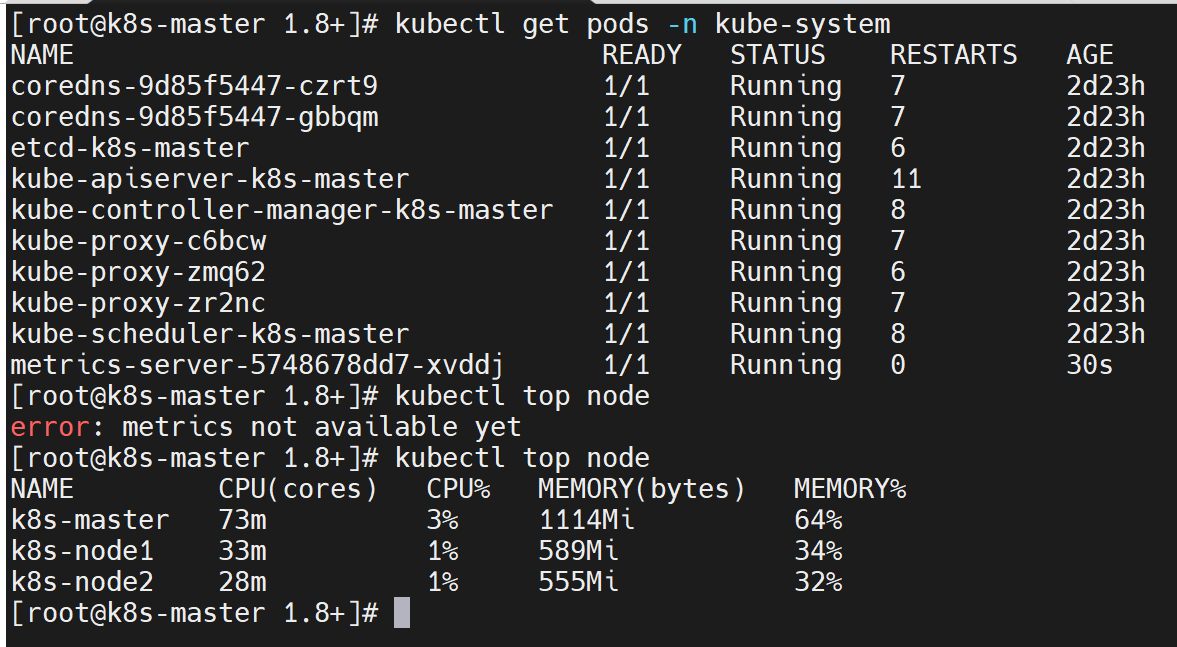 [root@k8s-master 1.8+]# kubectl get pods -n kube-system
NAME                                 READY   STATUS    RESTARTS   AGE
coredns-9d85f5447-czrt9              1/1     Running   7          2d23h
coredns-9d85f5447-gbbqm              1/1     Running   7          2d23h
etcd-k8s-master                      1/1     Running   6          2d23h
kube-apiserver-k8s-master            1/1     Running   11         2d23h
kube-controller-manager-k8s-master   1/1     Running   8          2d23h
kube-proxy-c6bcw                     1/1     Running   7          2d23h
kube-proxy-zmq62                     1/1     Running   6          2d23h
kube-proxy-zr2nc                     1/1     Running   7          2d23h
kube-scheduler-k8s-master            1/1     Running   8          2d23h
metrics-server-5748678dd7-xvddj      1/1     Running   0          30s
[root@k8s-master 1.8+]# kubectl top node
error: metrics not available yet
[root@k8s-master 1.8+]# kubectl top node
NAME         CPU(cores)   CPU%   MEMORY(bytes)   MEMORY%
k8s-master   73m          3%     1114Mi          64%
k8s-node1    33m          1%     589Mi           34%
k8s-node2    28m          1%     555Mi           32%
[root@k8s-master 1.8+]#